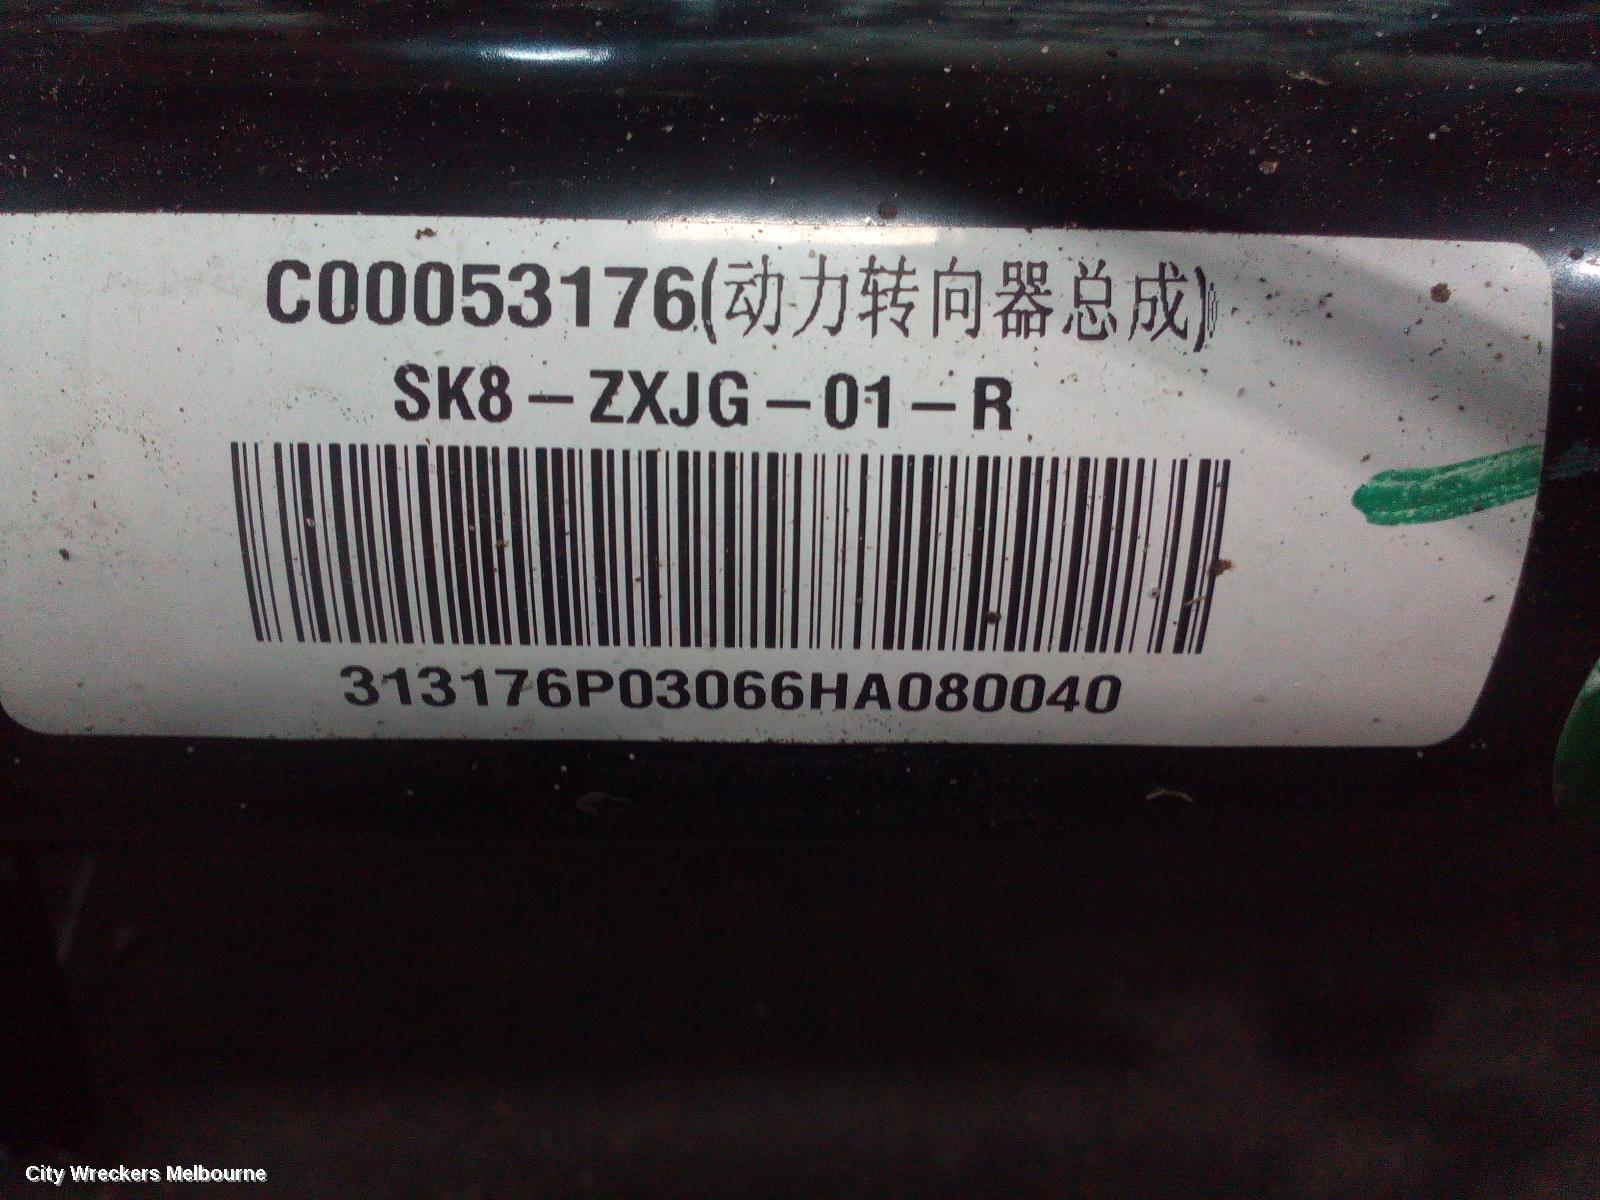 C00053176(动力转向器总成)
SK8-ZXJG-01-R
313176P03066HA080040
City Wreckers Melbourne